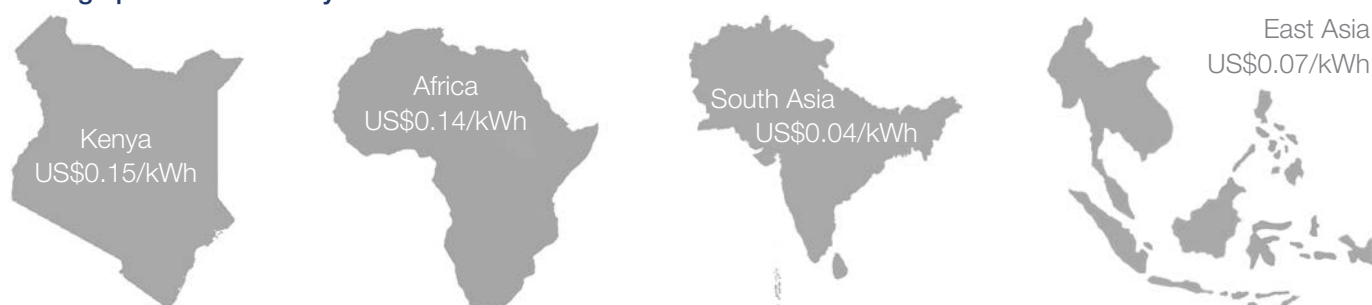 Kenya
US$0.15/kWh
Africa
US$0.14/kWh
South Asia
US$0.04/kWh
East Asia
US$0.07/kWh